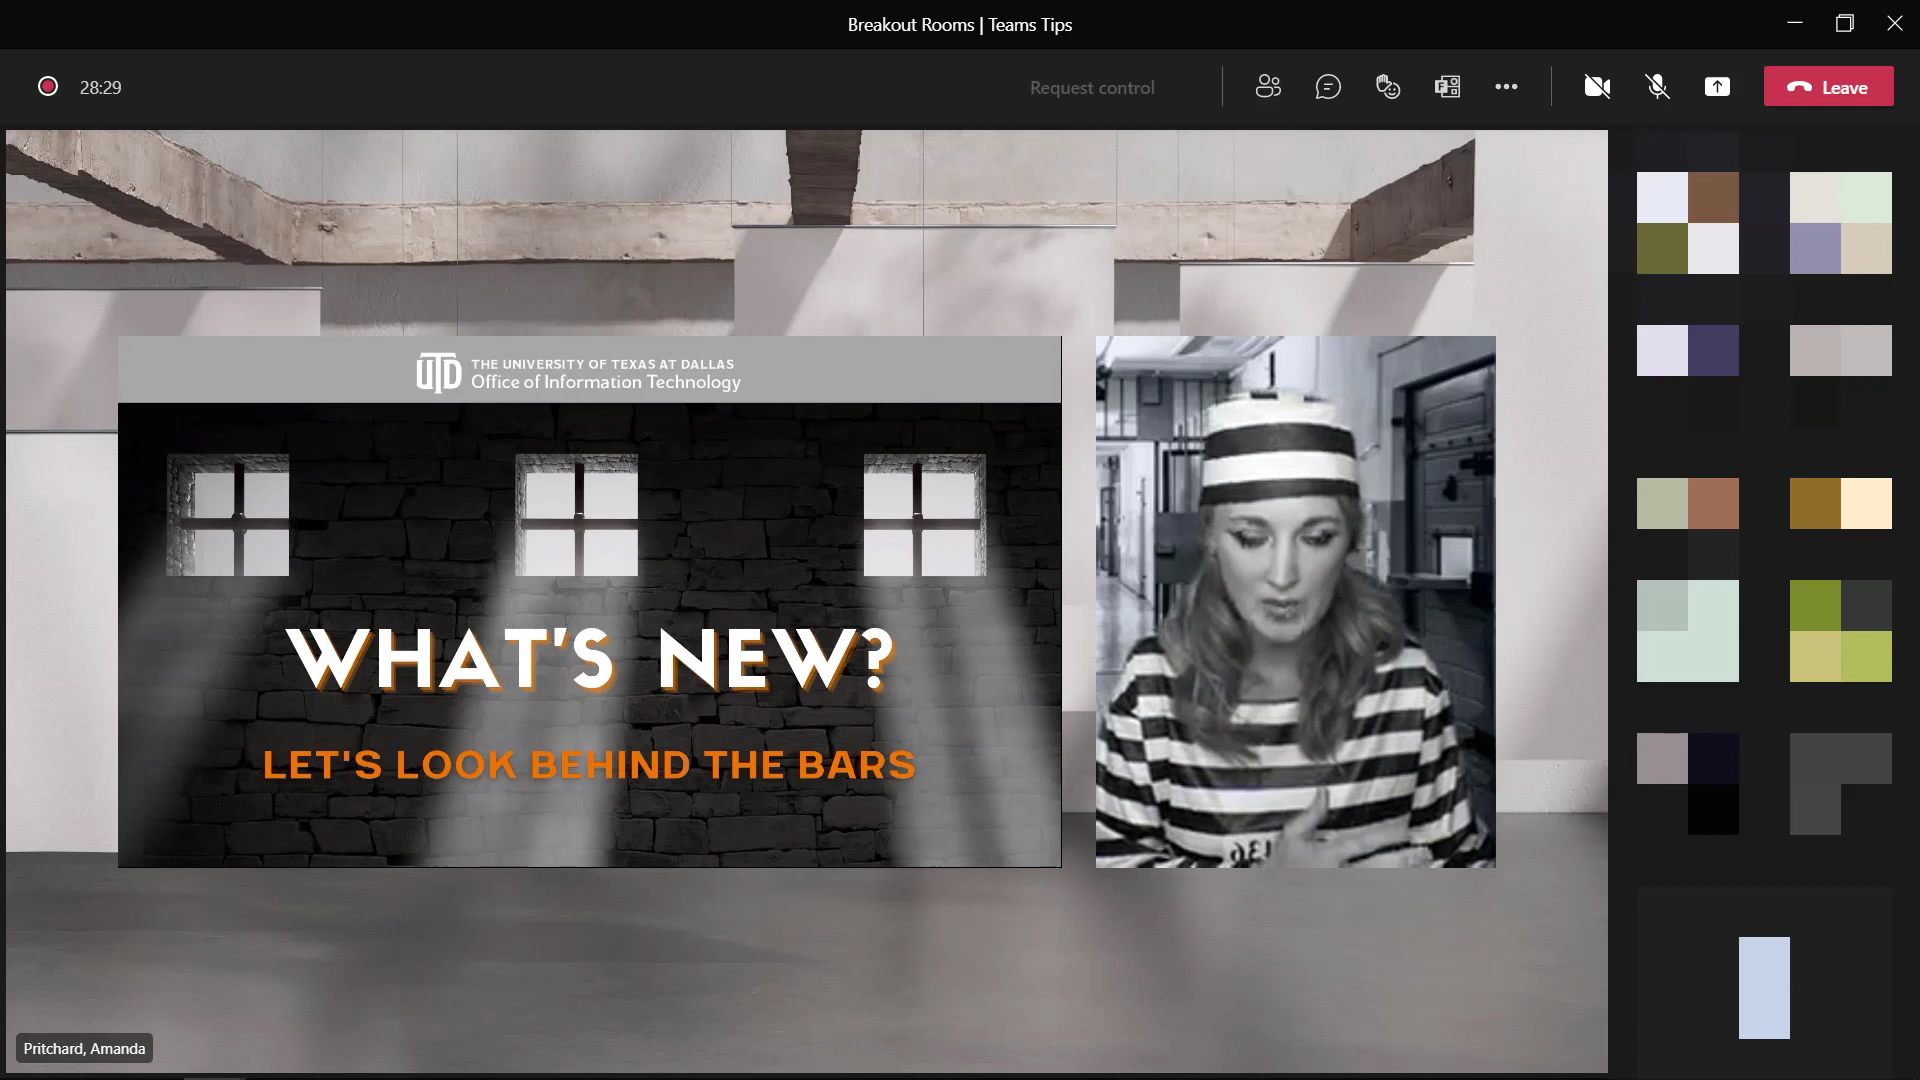 Breakout Rooms | Teams Tips
28:29
Request control
Leave
UTD
THE UNIVERSITY OF TEXAS AT DALLAS
Office of Information Technology
WHAT'S NEW?
LET'S LOOK BEHIND THE BARS
Pritchard, Amanda